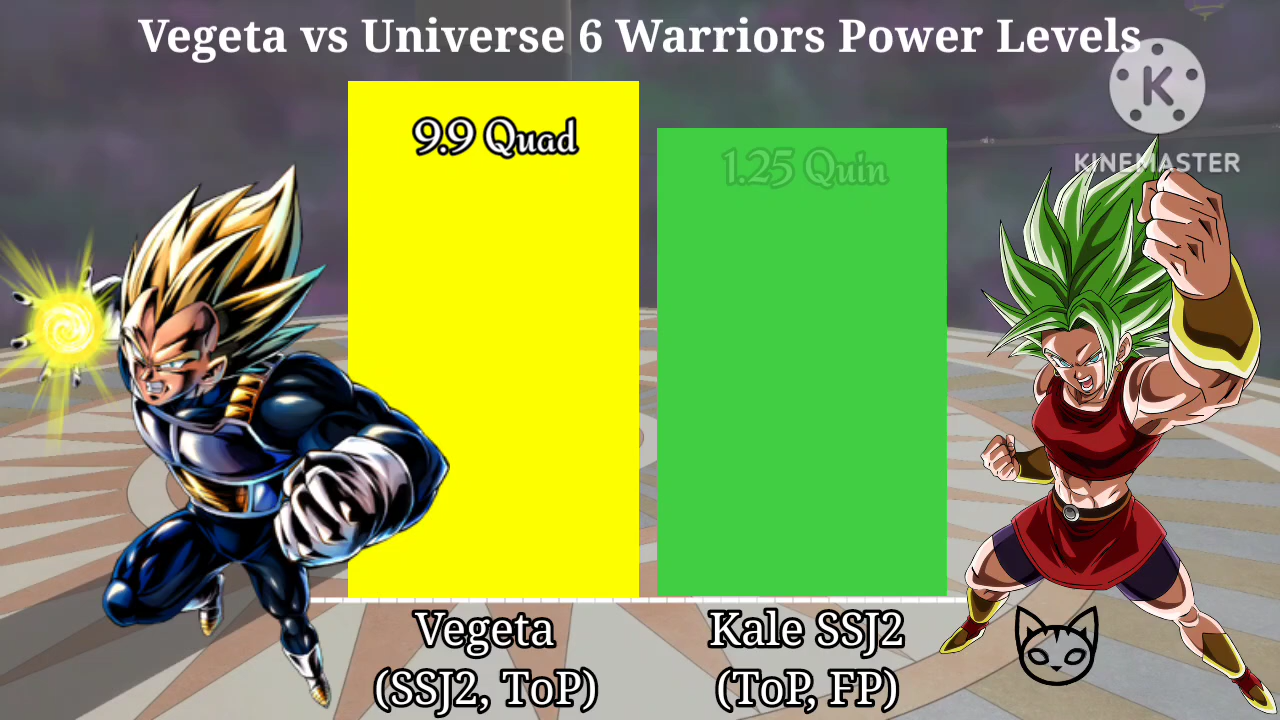 Vegeta vs Universe 6 Warriors Power Levels
K
KINEMASTER
9.9 Quad
1.25 Quin
Vegeta
(SSJ2, ToP)
Kale SSJ2
(ToP, FP)